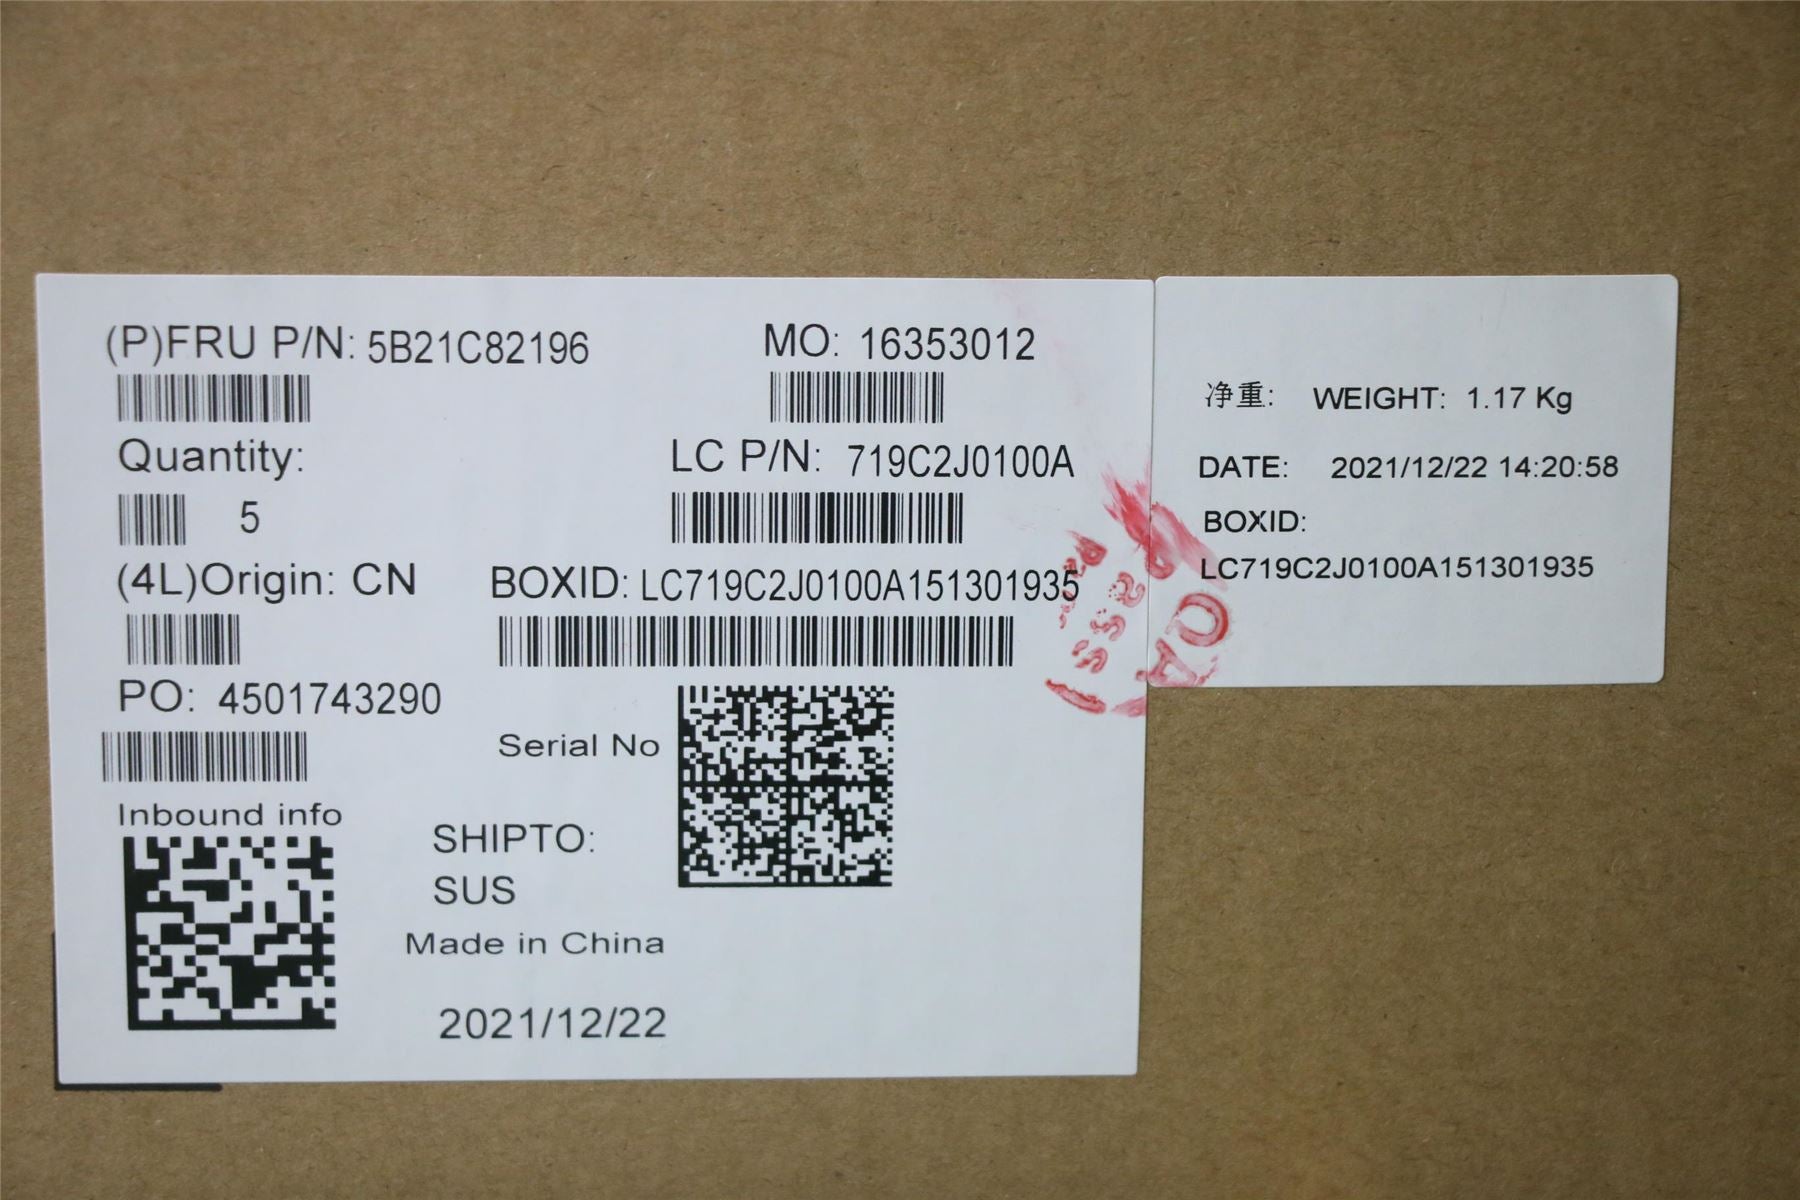 (P)FRU P/N: 5B21C82196
MO: 16353012
Quantity:
5
LC P/N: 719C2J0100A
(4L)Origin: CN
BOXID: LC719C2J0100A151301935
PO: 4501743290
Serial No
Inbound info
SHIPTO:
SUS
Made in China
2021/12/22
净重: WEIGHT: 1.17 Kg
DATE: 2021/12/22 14:20:58
BOXID:
LC719C2J0100A151301935
QA